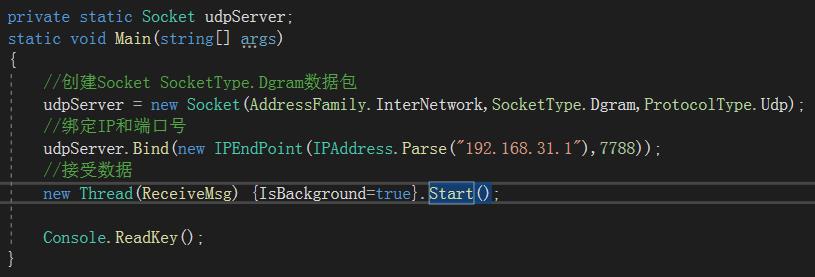 private static Socket udpServer;
static void Main(string[] args)
{
//创建Socket SocketType.Dgram数据包
udpServer = new Socket(AddressFamily.InterNetwork,SocketType.Dgram,ProtocolType.Udp);
//绑定IP和端口号
udpServer.Bind(new IPEndPoint(IPAddress.Parse("192.168.31.1"),7788));
//接受数据
new Thread(ReceiveMsg) {IsBackground=true}.Start();
Console.ReadKey();
}